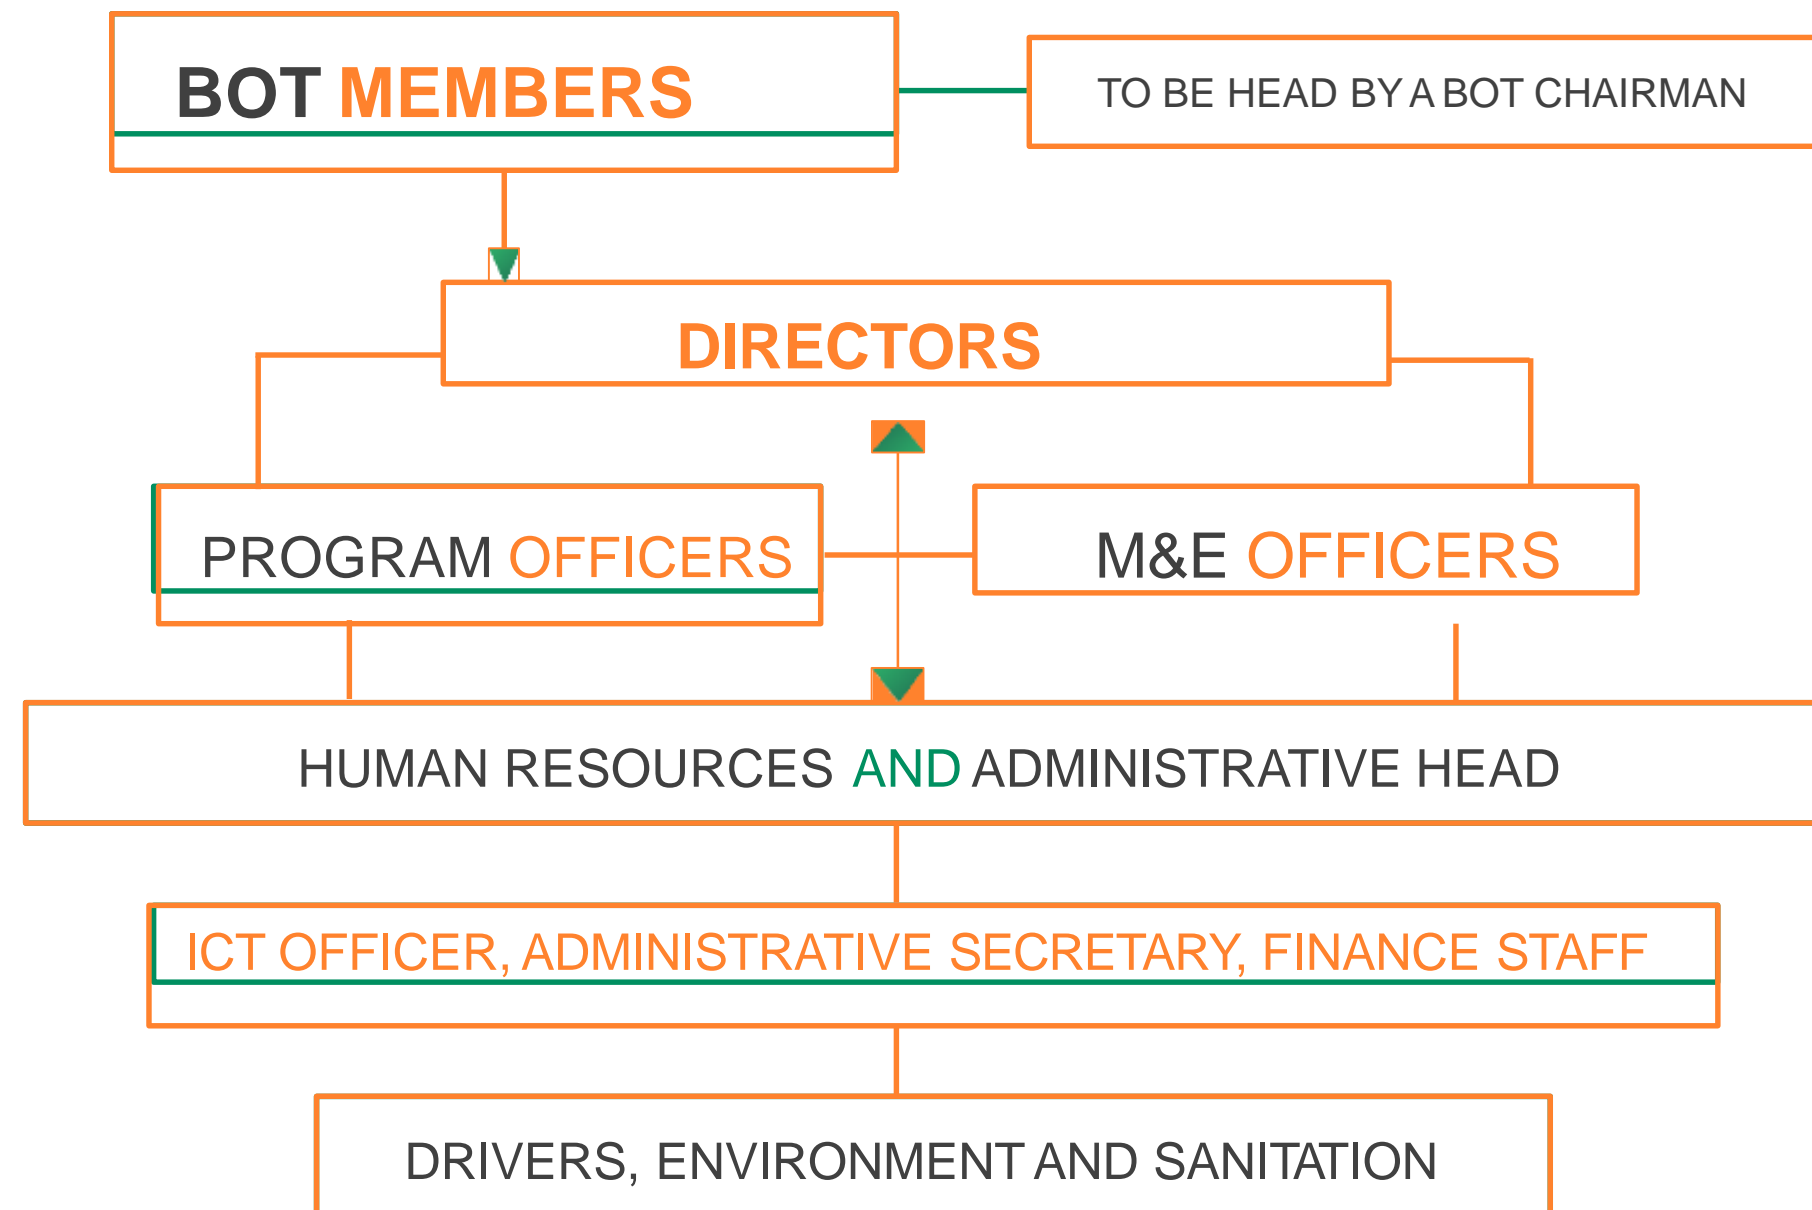 BOT MEMBERS
TO BE HEAD BY A BOT CHAIRMAN
DIRECTORS
PROGRAM OFFICERS
M&E OFFICERS
HUMAN RESOURCES AND ADMINISTRATIVE HEAD
ICT OFFICER, ADMINISTRATIVE SECRETARY, FINANCE STAFF
DRIVERS, ENVIRONMENT AND SANITATION